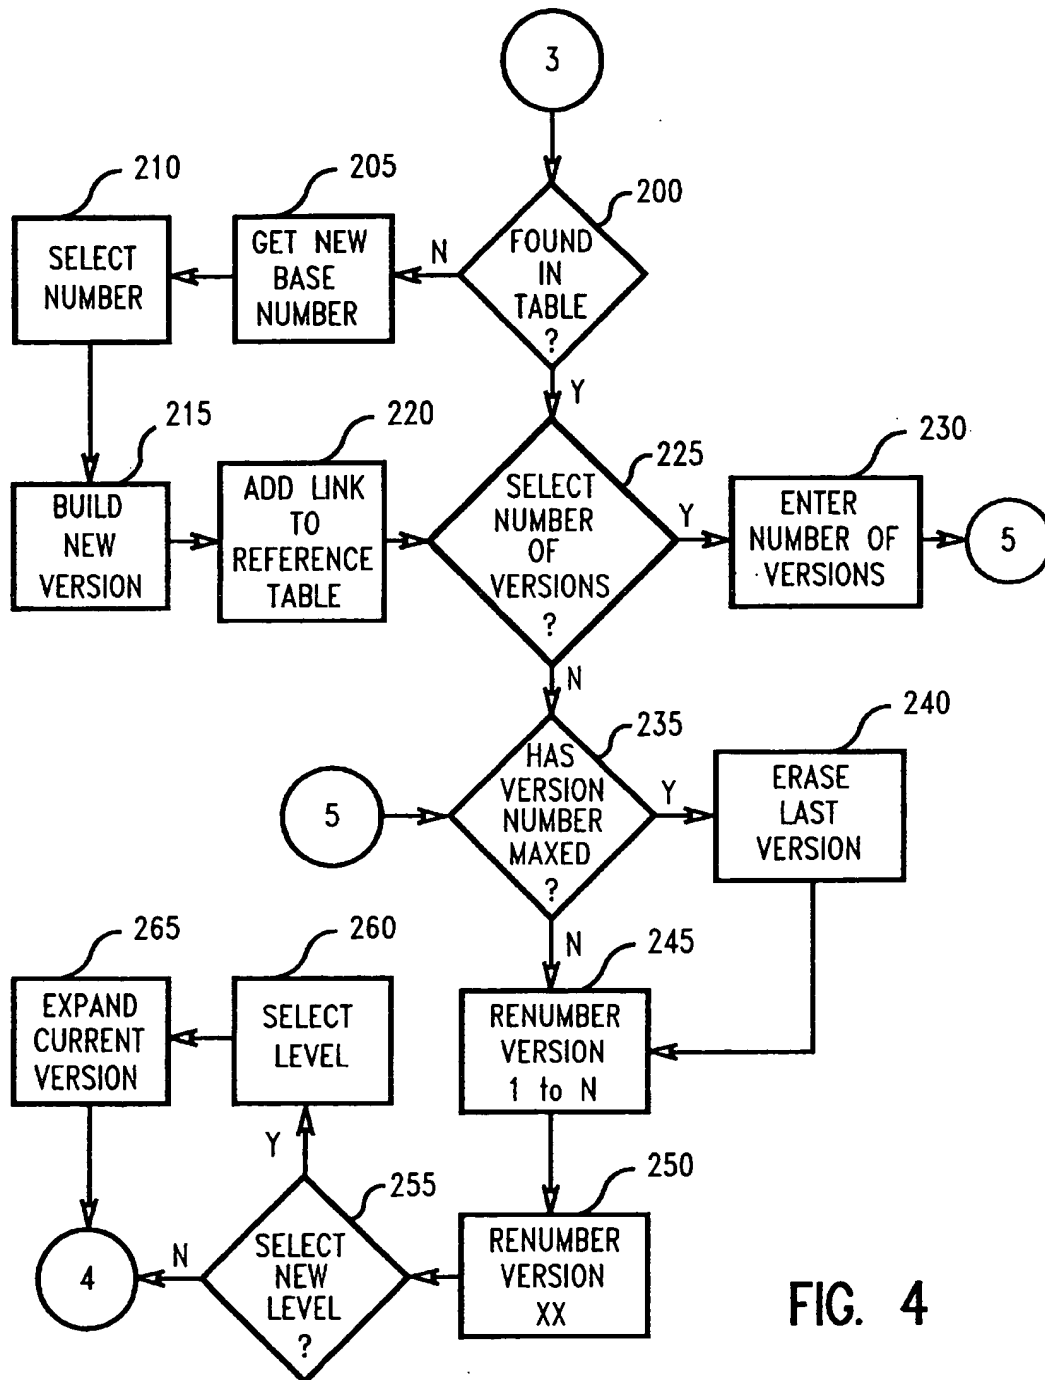 3
200
FOUND
IN
TABLE
?
N
Y
205
GET NEW
BASE
NUMBER
210
SELECT
NUMBER
215
BUILD
NEW
VERSION
220
ADD LINK
TO
REFERENCE
TABLE
225
SELECT
NUMBER
OF
VERSIONS
?
Y
N
230
ENTER
NUMBER OF
VERSIONS
5
5
235
HAS
VERSION
NUMBER
MAXED
?
Y
N
240
ERASE
LAST
VERSION
245
RENUMBER
VERSION
1 to N
250
RENUMBER
VERSION
XX
255
SELECT
NEW
LEVEL
?
Y
N
260
SELECT
LEVEL
265
EXPAND
CURRENT
VERSION
4
FIG. 4